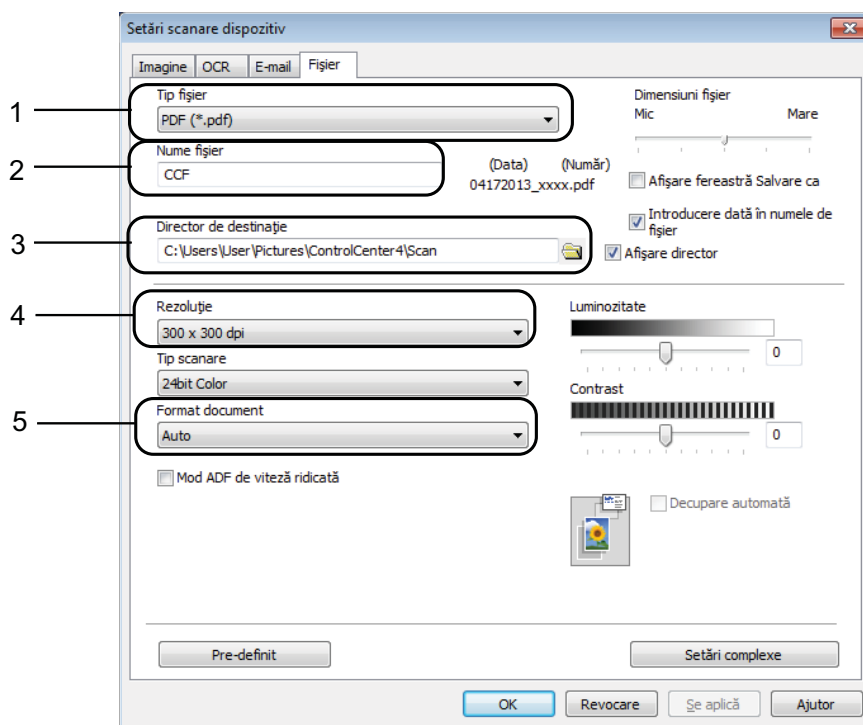 Setări scanare dispozitiv
Imagine OCR E-mail Fişier
1
Tip fişier
PDF (*.pdf)
Dimensiuni fişier
Mic Mare
2
Nume fişier
CCF
(Data) (Număr)
04172013_xxxx.pdf
Afişare fereastră Salvare ca
Introducere dată în numele de
fişier
3
Director de destinaţie
C:\Users\User\Pictures\ControlCenter4\Scan
Afişare director
4
Rezoluţie
300 x 300 dpi
Luminozitate
0
Tip scanare
24bit Color
Contrast
0
5
Format document
Auto
Mod ADF de viteză ridicată
Decupare automată
Pre-definit
Setări complexe
OK Revocare Se aplică Ajutor